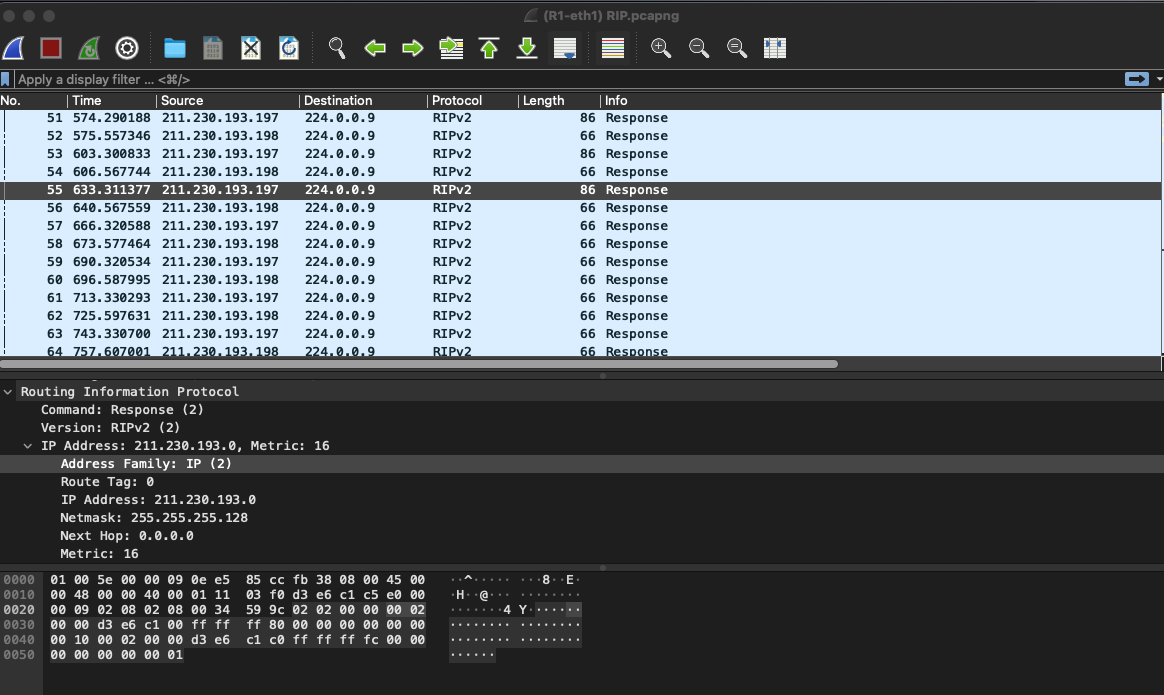 (R1-eth1) RIP.pcapng
Apply a display filter ... <⌘/>
No. Time Source Destination Protocol Length Info
51 574.290188 211.230.193.197 224.0.0.9 RIPv2 86 Response
52 575.557346 211.230.193.198 224.0.0.9 RIPv2 66 Response
53 603.300833 211.230.193.197 224.0.0.9 RIPv2 86 Response
54 606.567744 211.230.193.198 224.0.0.9 RIPv2 66 Response
55 633.311377 211.230.193.197 224.0.0.9 RIPv2 86 Response
56 640.567559 211.230.193.198 224.0.0.9 RIPv2 66 Response
57 666.320588 211.230.193.197 224.0.0.9 RIPv2 66 Response
58 673.577464 211.230.193.198 224.0.0.9 RIPv2 66 Response
59 690.320534 211.230.193.197 224.0.0.9 RIPv2 66 Response
60 696.587995 211.230.193.198 224.0.0.9 RIPv2 66 Response
61 713.330293 211.230.193.197 224.0.0.9 RIPv2 66 Response
62 725.597631 211.230.193.198 224.0.0.9 RIPv2 66 Response
63 743.330700 211.230.193.197 224.0.0.9 RIPv2 66 Response
64 757.607001 211.230.193.198 224.0.0.9 RIPv2 66 Response
Routing Information Protocol
Command: Response (2)
Version: RIPv2 (2)
IP Address: 211.230.193.0, Metric: 16
Address Family: IP (2)
Route Tag: 0
IP Address: 211.230.193.0
Netmask: 255.255.255.128
Next Hop: 0.0.0.0
Metric: 16
0000 01 00 5e 00 00 09 0e e5 85 cc fb 38 08 00 45 00 ··^····· ···8··E·
0010 00 48 00 00 40 00 01 11 03 f0 d3 e6 c1 c5 e0 00 ·H··@··· ········
0020 00 09 02 08 02 08 00 34 59 9c 02 02 00 00 00 02 ·······4 Y·······
0030 00 00 d3 e6 c1 00 ff ff ff 80 00 00 00 00 00 00 ········ ········
0040 00 10 00 02 00 00 d3 e6 c1 c0 ff ff ff fc 00 00 ········ ········
0050 00 00 00 00 00 01 ······